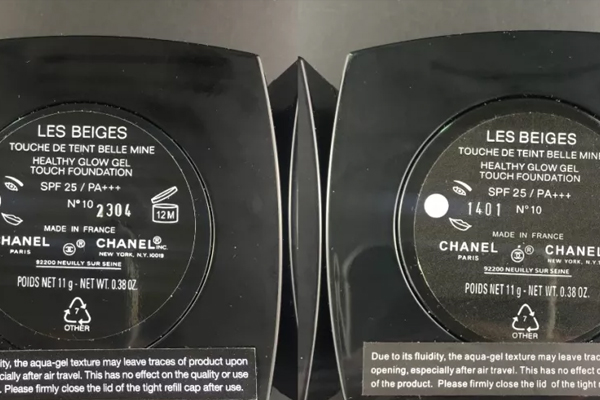 LES BEIGES
TOUCHE DE TEINT BELLE MINE
HEALTHY GLOW GEL
TOUCH FOUNDATION
SPF 25 / PA+++
N°10 2304
12 M
MADE IN FRANCE
CHANEL ® CHANEL®
PARIS NEW YORK, N.Y. 10019 INC.
92200 NEUILLY SUR SEINE
POIDS NET 11 g - NET WT. 0.38 OZ.
7
OTHER
the aqua-gel texture may leave traces of product upon
after air travel. This has no effect on the quality or use
Please firmly close the lid of the tight refill cap after use.
LES BEIGES
TOUCHE DE TEINT BELLE MINE
HEALTHY GLOW GEL
TOUCH FOUNDATION
SPF 25 / PA+++
1401 N°10
MADE IN FRANCE
CHANEL ® CHANEL
PARIS NEW YORK, N.Y.
92200 NEUILLY SUR SEINE
POIDS NET 11 g - NET WT. 0.38 OZ.
7
OTHER
Due to its fluidity, the aqua-gel texture may leave
opening, especially after air travel. This has no effect
of the product. Please firmly close the lid of the tight